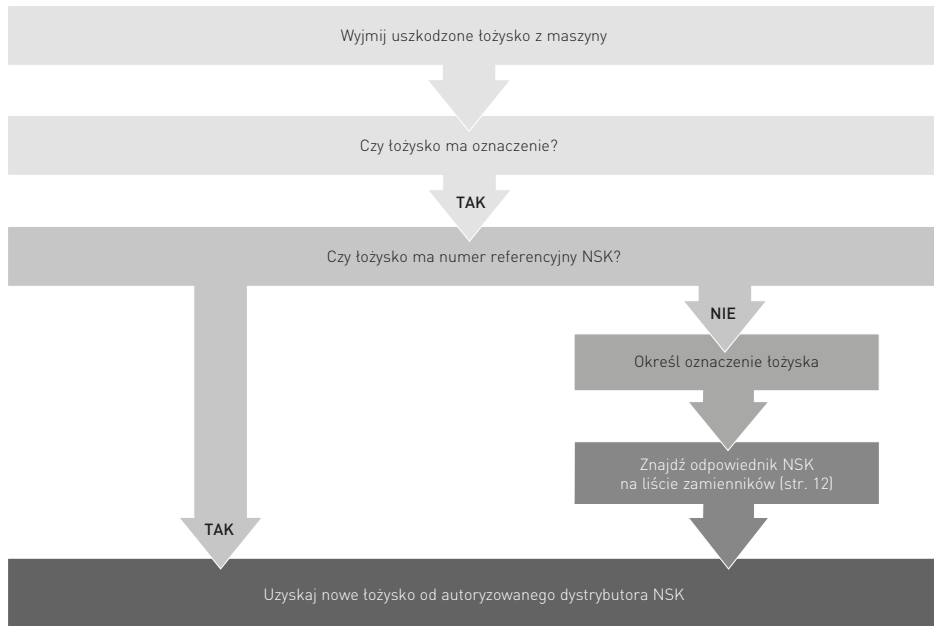 Wyjmij uszkodzone łożysko z maszyny
Czy łożysko ma oznaczenie?
TAK
Czy łożysko ma numer referencyjny NSK?
NIE
Określ oznaczenie łożyska
Znajdź odpowiednik NSK
na liście zamienników (str. 12)
TAK
Uzyskaj nowe łożysko od autoryzowanego dystrybutora NSK